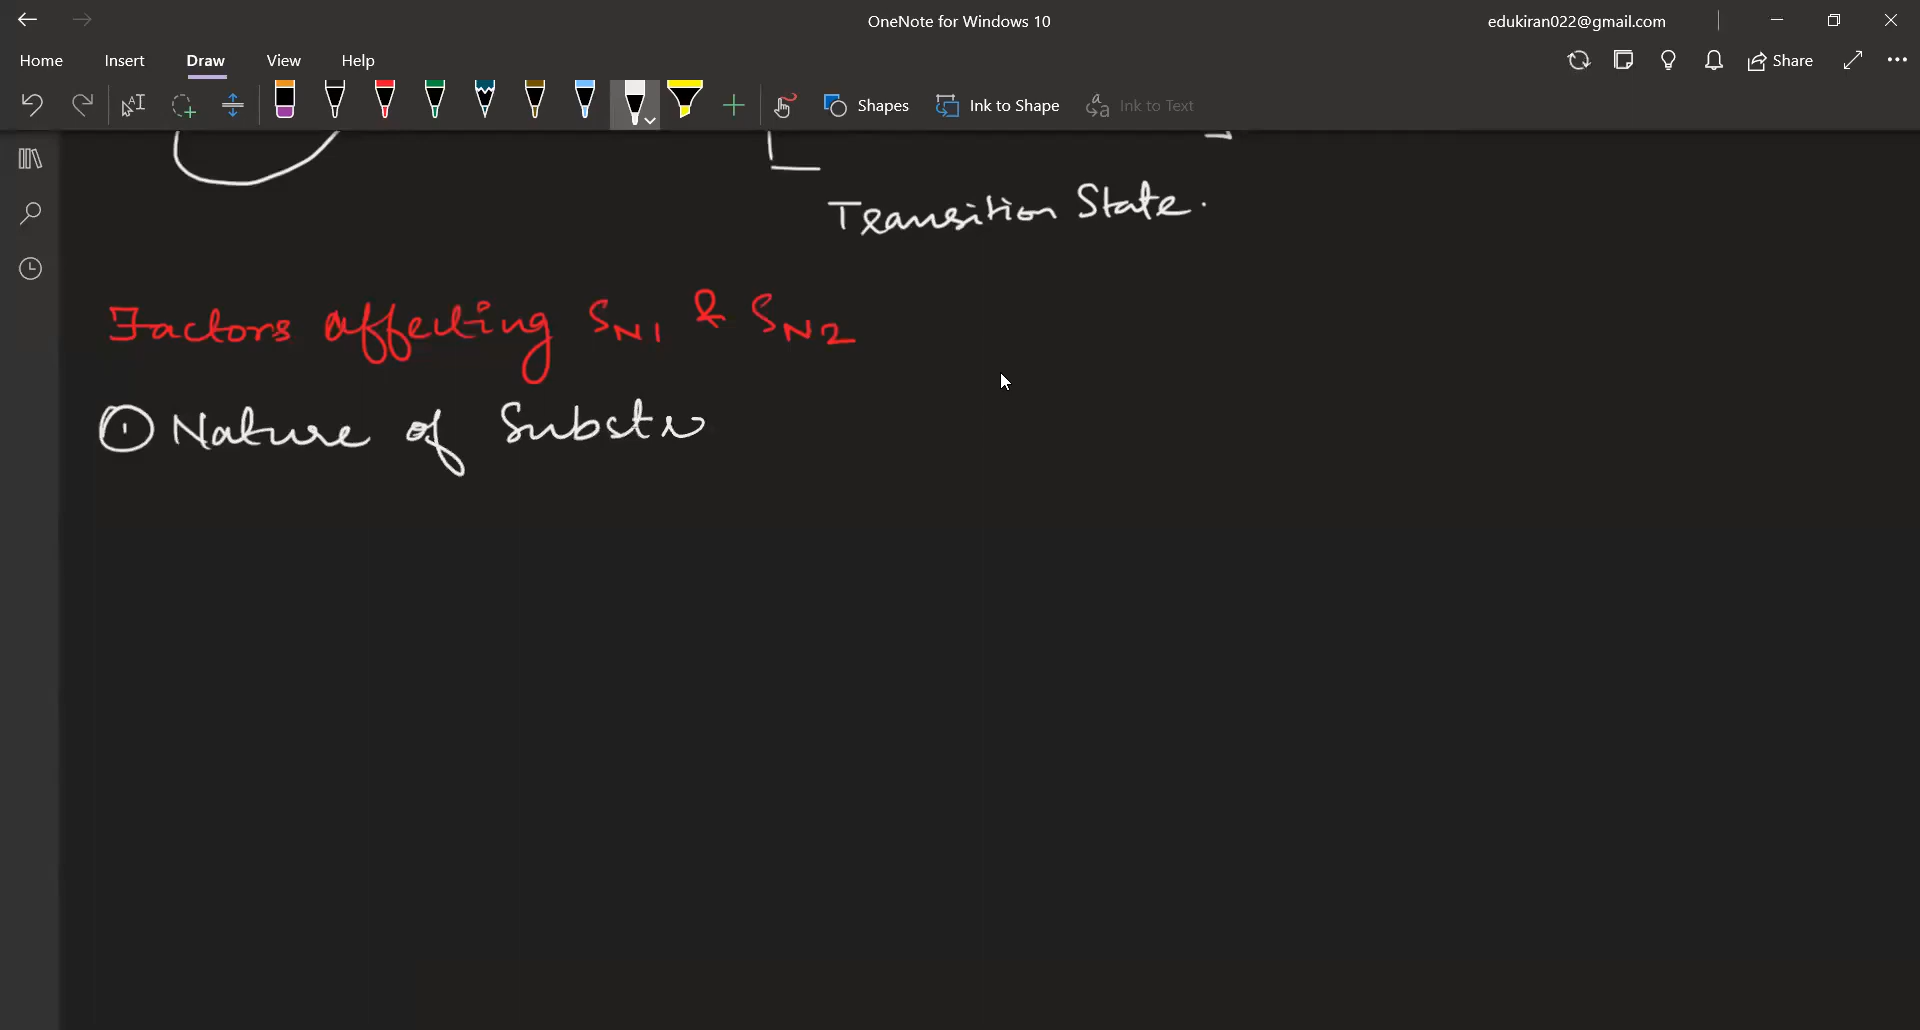 OneNote for Windows 10
edukiran022@gmail.com
Home Insert Draw View Help
Share
Shapes Ink to Shape Ink to Text
Transition State.
Factors affecting SN1 & SN2
① Nature of Substr